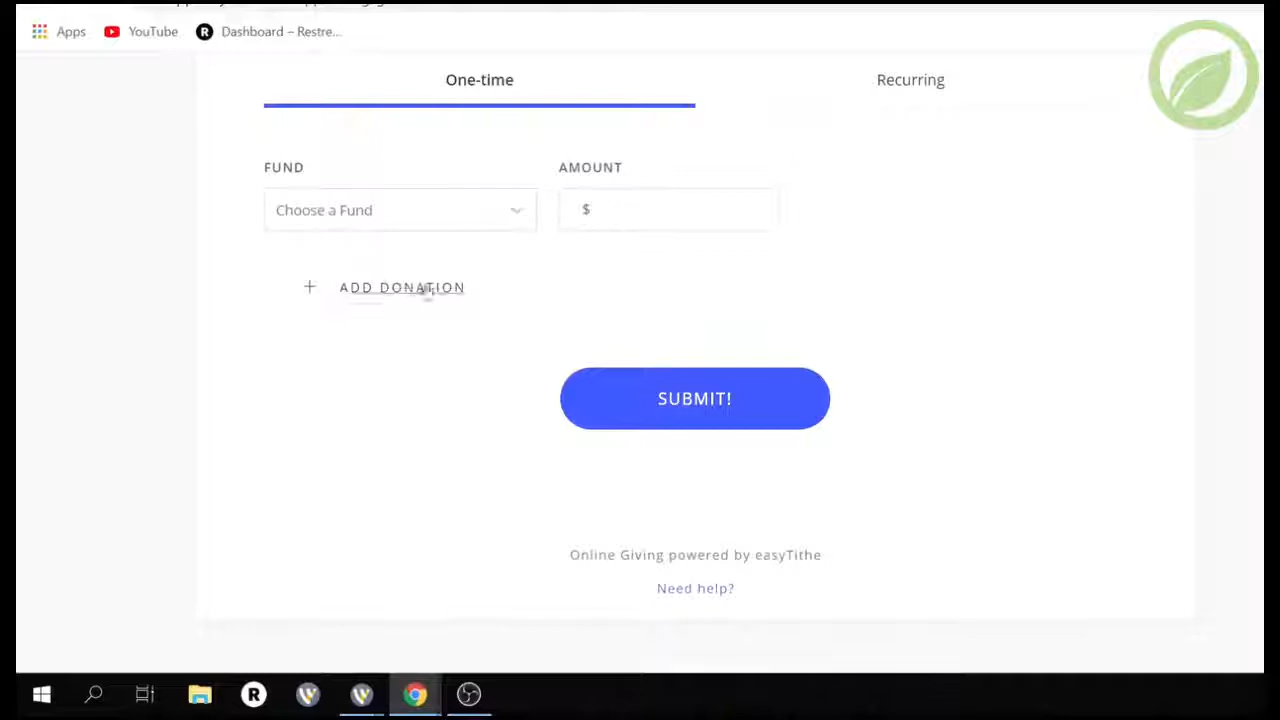 Apps YouTube Dashboard – Restre...
One-time Recurring
FUND AMOUNT
Choose a Fund $
+ ADD DONATION
SUBMIT!
Online Giving powered by easyTithe
Need help?
R